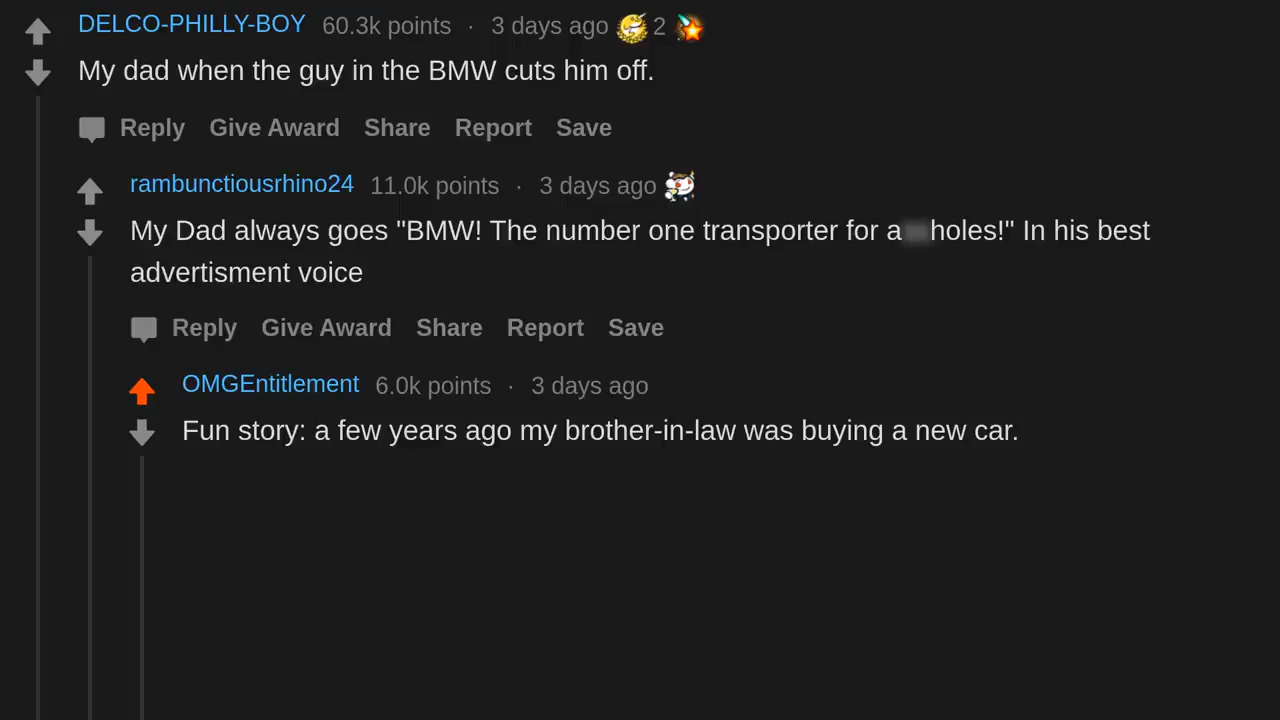 DELCO-PHILLY-BOY 60.3k points · 3 days ago 2
My dad when the guy in the BMW cuts him off.
Reply Give Award Share Report Save
rambunctiousrhino24 11.0k points · 3 days ago
My Dad always goes "BMW! The number one transporter for a holes!" In his best
advertisment voice
Reply Give Award Share Report Save
OMGEntitlement 6.0k points · 3 days ago
Fun story: a few years ago my brother-in-law was buying a new car.